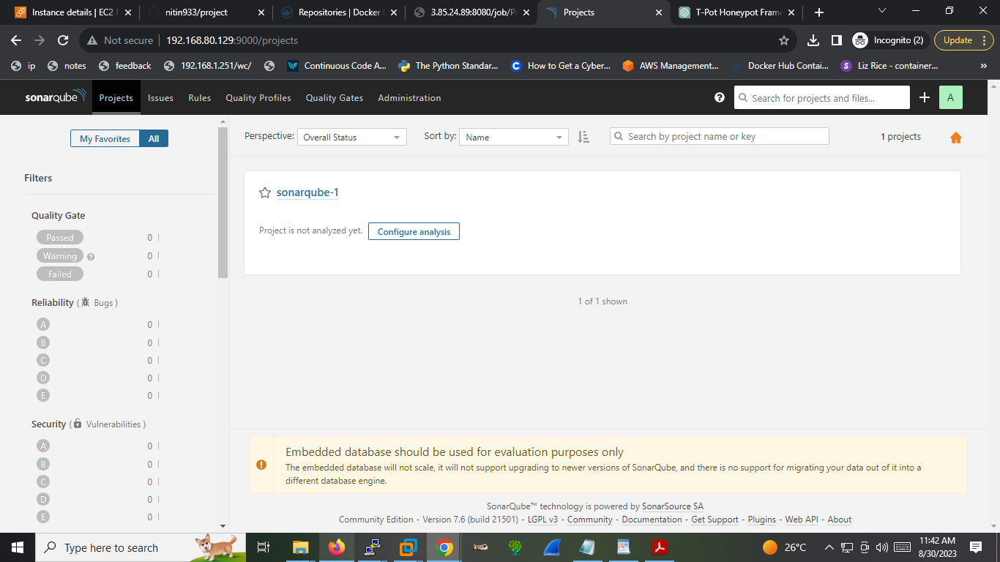 Instance details | EC2
nitin933/project
Repositories | Docker
3.85.24.89:8080/job/P
Projects
T-Pot Honeypot Fram
Not secure
192.168.80.129:9000/projects
Incognito (2)
Update
ip
notes
feedback
192.168.1.251/wc/
Continuous Code A...
The Python Standar...
How to Get a Cyber...
AWS Management...
Docker Hub Contai...
Liz Rice - container...
»
sonarqube
Projects
Issues
Rules
Quality Profiles
Quality Gates
Administration
Search for projects and files...
A
My Favorites
All
Perspective:
Overall Status
Sort by:
Name
Search by project name or key
1 projects
Filters
sonarqube-1
Project is not analyzed yet.
Configure analysis
Quality Gate
Passed 0
Warning 0
Failed 0
1 of 1 shown
Reliability ( Bugs )
A 0
B 0
C 0
D 0
E 0
Security ( Vulnerabilities )
A 0
B 0
C 0
D 0
E 0
Embedded database should be used for evaluation purposes only
The embedded database will not scale, it will not support upgrading to newer versions of SonarQube, and there is no support for migrating your data out of it into a
different database engine.
SonarQube™ technology is powered by SonarSource SA
Community Edition - Version 7.6 (build 21501) - LGPL v3 - Community - Documentation - Get Support - Plugins - Web API - About
Type here to search
26°C
11:42 AM
8/30/2023